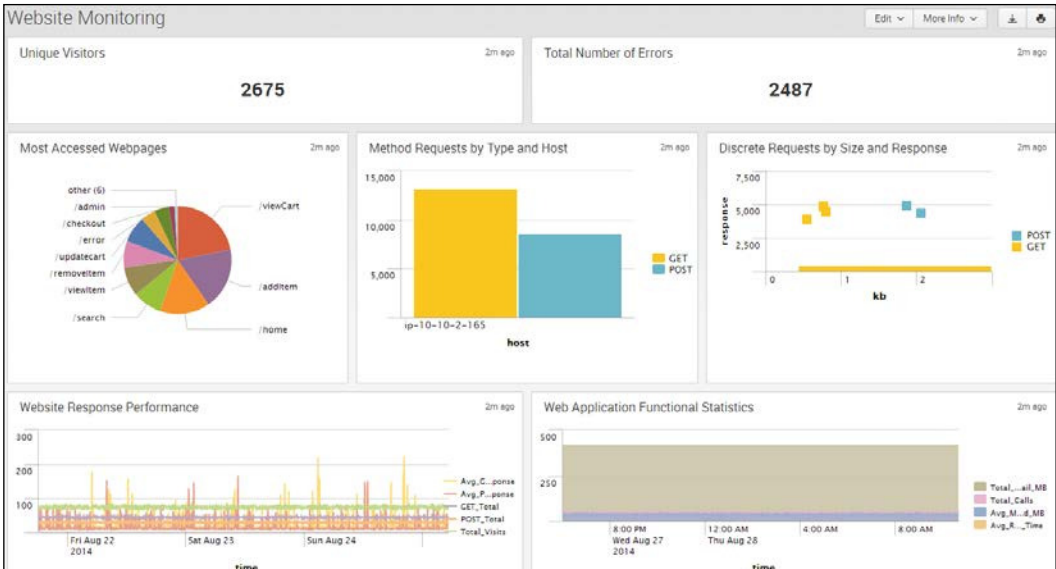 Website Monitoring
Edit
More Info
Unique Visitors
2m ago
2675
Total Number of Errors
2m ago
2487
Most Accessed Webpages
2m ago
other (6)
/admin
/checkout
/error
/updatecart
/removeItem
/viewItem
/search
/viewCart
/addItem
/home
Method Requests by Type and Host
2m ago
15,000
10,000
5,000
GET
POST
ip-10-10-2-165
host
Discrete Requests by Size and Response
2m ago
response
7,500
5,000
2,500
POST
GET
0
1
2
kb
Website Response Performance
2m ago
300
200
100
Avg_G...ponse
Avg_P...ponse
GET_Total
POST_Total
Total_Visits
Fri Aug 22
2014
Sat Aug 23
Sun Aug 24
time
Web Application Functional Statistics
2m ago
500
250
Total_...ail_MB
Total_Calls
Avg_M...d_MB
Avg_R..._Time
8:00 PM
Wed Aug 27
2014
12:00 AM
Thu Aug 28
4:00 AM
8:00 AM
time